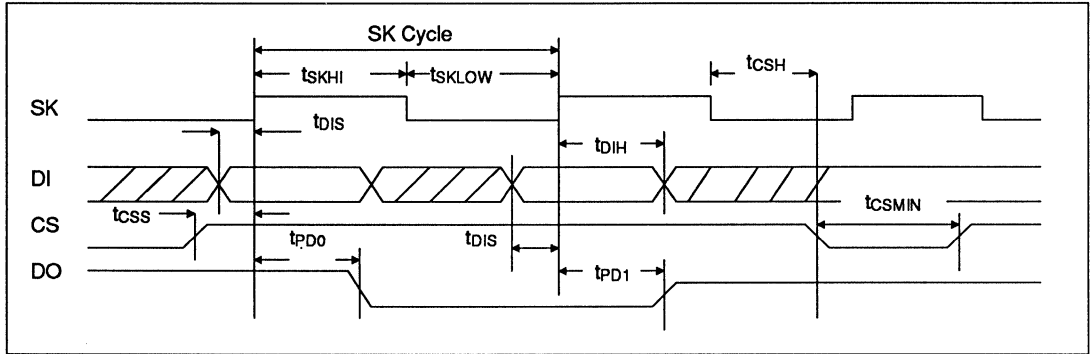 SK Cycle
tSKHI tSKLOW tCSH
SK
tDIS
tDIH
DI
tCSS tCSMIN
CS
tPD0 tDIS
DO
tPD1